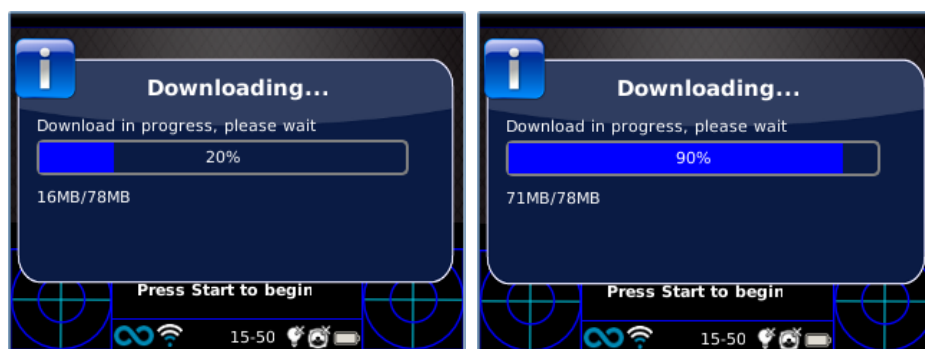 Downloading...
Download in progress, please wait
20%
16MB/78MB
Press Start to begin
15-50
Downloading...
Download in progress, please wait
90%
71MB/78MB
Press Start to begin
15-50